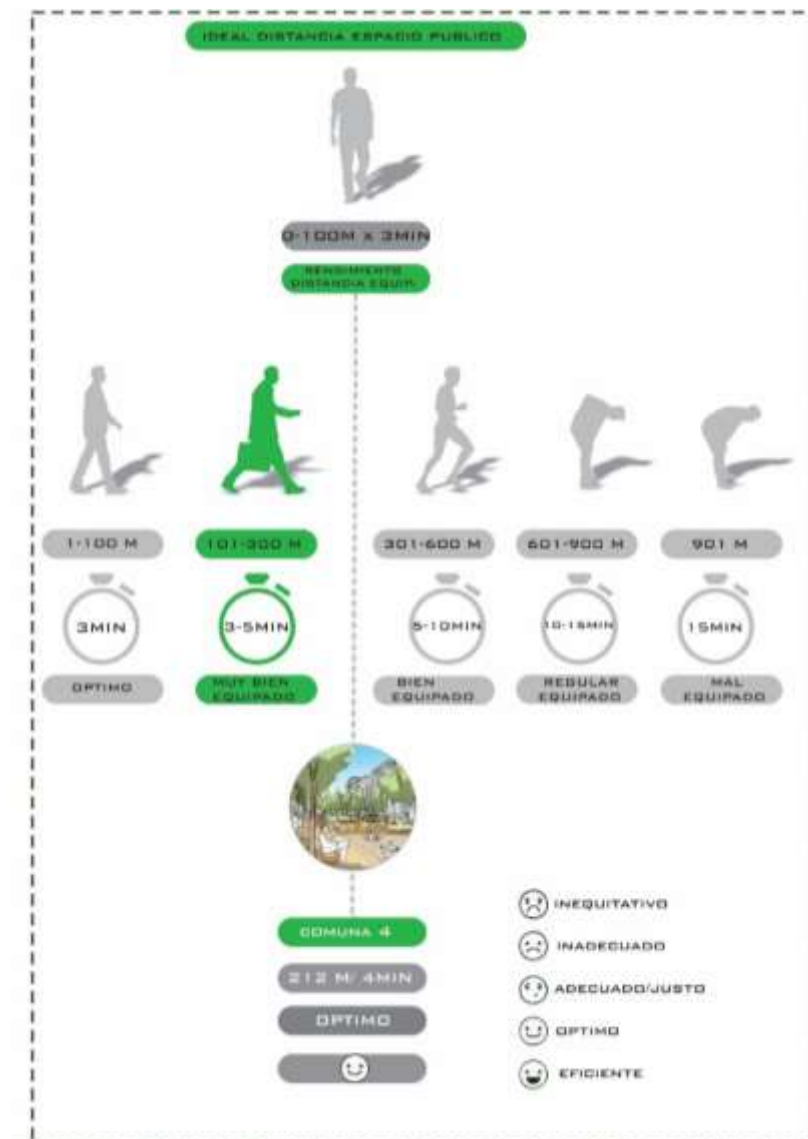 IDEAL DISTANCIA ESPACIO PUBLICO
0-100M X 3MIN
RENDIMIENTO
DISTANCIA EQUIP.
1-100 M
101-300 M
301-600 M
601-900 M
901 M
3MIN
3-5MIN
5-10MIN
10-15MIN
15MIN
OPTIMO
MUY BIEN
EQUIPADO
BIEN
EQUIPADO
REGULAR
EQUIPADO
MAL
EQUIPADO
COMUNA 4
212 M/ 4MIN
OPTIMO
INEQUITATIVO
INADECUADO
ADECUADO/JUSTO
OPTIMO
EFICIENTE